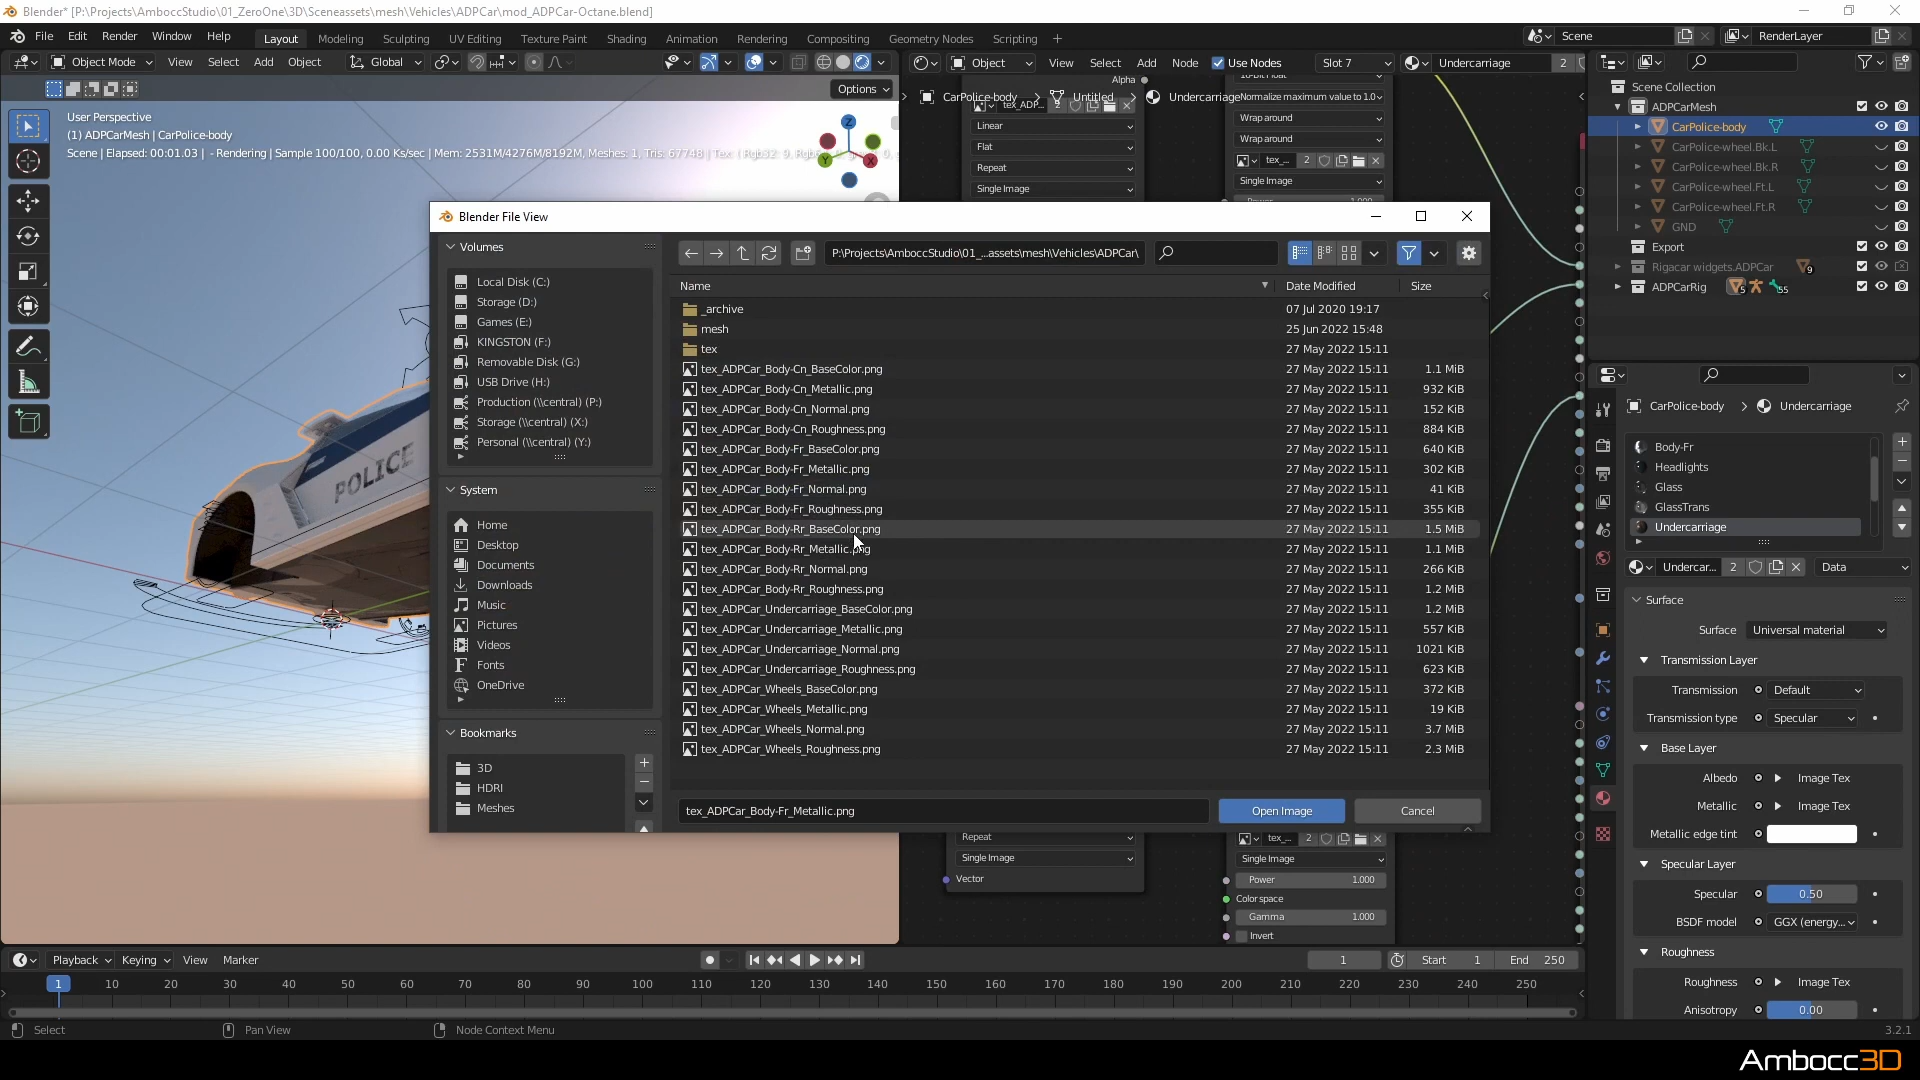 Blender* [P:\Projects\AmboccStudio\01_ZeroOne\3D\Sceneassets\mesh\Vehicles\ADPCar\mod_ADPCar-Octane.blend]
File Edit Render Window Help Layout Modeling Sculpting UV Editing Texture Paint Shading Animation Rendering Compositing Geometry Nodes Scripting + Scene RenderLayer
Object Mode View Select Add Object Global Object View Select Add Node Use Nodes Slot 7 Undercarriage 2
Options
User Perspective
(1) ADPCarMesh | CarPolice-body
Scene | Elapsed: 00:01.03 | - Rendering | Sample 100/100, 0.00 Ks/sec | Mem: 2531M/4276M/8192M, Meshes: 1, Tris: 67748
Z
Y
X
POLICE
Alpha
CarPolice-body > Untitled > Undercarriage
tex_ADP... 2
Linear
Flat
Repeat
Single Image
Normalize maximum value to 1.0
Wrap around
Wrap around
tex_... 2
Single Image
Scene Collection
ADPCarMesh
CarPolice-body
CarPolice-wheel.Bk.L
CarPolice-wheel.Bk.R
CarPolice-wheel.Ft.L
CarPolice-wheel.Ft.R
GND
Export
Rigacar widgets.ADPCar 9
ADPCarRig 5 55
Blender File View
Volumes
Local Disk (C:)
Storage (D:)
Games (E:)
KINGSTON (F:)
Removable Disk (G:)
USB Drive (H:)
Production (\\central) (P:)
Storage (\\central) (X:)
Personal (\\central) (Y:)
System
Home
Desktop
Documents
Downloads
Music
Pictures
Videos
Fonts
OneDrive
Bookmarks
3D
HDRI
Meshes
P:\Projects\AmboccStudio\01_...assets\mesh\Vehicles\ADPCar\
Name Date Modified Size
_archive 07 Jul 2020 19:17
mesh 25 Jun 2022 15:48
tex 27 May 2022 15:11
tex_ADPCar_Body-Cn_BaseColor.png 27 May 2022 15:11 1.1 MiB
tex_ADPCar_Body-Cn_Metallic.png 27 May 2022 15:11 932 KiB
tex_ADPCar_Body-Cn_Normal.png 27 May 2022 15:11 152 KiB
tex_ADPCar_Body-Cn_Roughness.png 27 May 2022 15:11 884 KiB
tex_ADPCar_Body-Fr_BaseColor.png 27 May 2022 15:11 640 KiB
tex_ADPCar_Body-Fr_Metallic.png 27 May 2022 15:11 302 KiB
tex_ADPCar_Body-Fr_Normal.png 27 May 2022 15:11 41 KiB
tex_ADPCar_Body-Fr_Roughness.png 27 May 2022 15:11 355 KiB
tex_ADPCar_Body-Rr_BaseColor.png 27 May 2022 15:11 1.5 MiB
tex_ADPCar_Body-Rr_Metallic.png 27 May 2022 15:11 1.1 MiB
tex_ADPCar_Body-Rr_Normal.png 27 May 2022 15:11 266 KiB
tex_ADPCar_Body-Rr_Roughness.png 27 May 2022 15:11 1.2 MiB
tex_ADPCar_Undercarriage_BaseColor.png 27 May 2022 15:11 1.2 MiB
tex_ADPCar_Undercarriage_Metallic.png 27 May 2022 15:11 557 KiB
tex_ADPCar_Undercarriage_Normal.png 27 May 2022 15:11 1021 KiB
tex_ADPCar_Undercarriage_Roughness.png 27 May 2022 15:11 623 KiB
tex_ADPCar_Wheels_BaseColor.png 27 May 2022 15:11 372 KiB
tex_ADPCar_Wheels_Metallic.png 27 May 2022 15:11 19 KiB
tex_ADPCar_Wheels_Normal.png 27 May 2022 15:11 3.7 MiB
tex_ADPCar_Wheels_Roughness.png 27 May 2022 15:11 2.3 MiB
tex_ADPCar_Body-Fr_Metallic.png Open Image Cancel
Repeat
Single Image
Vector
tex_... 2
Single Image
Power 1.000
Color space
Gamma 1.000
Invert
CarPolice-body > Undercarriage
Body-Fr
Headlights
Glass
GlassTrans
Undercarriage
Undercar... 2 Data
Surface
Surface Universal material
Transmission Layer
Transmission Default
Transmission type Specular
Base Layer
Albedo Image Tex
Metallic Image Tex
Metallic edge tint
Specular Layer
Specular 0.50
BSDF model GGX (energy...
Roughness
Roughness Image Tex
Anisotropy 0.00
Playback Keying View Marker 1 Start 1 End 250
1 10 20 30 40 50 60 70 80 90 100 110 120 130 140 150 160 170 180 190 200 210 220 230 240 250
Select Pan View Node Context Menu 3.2.1
Ambocc3D